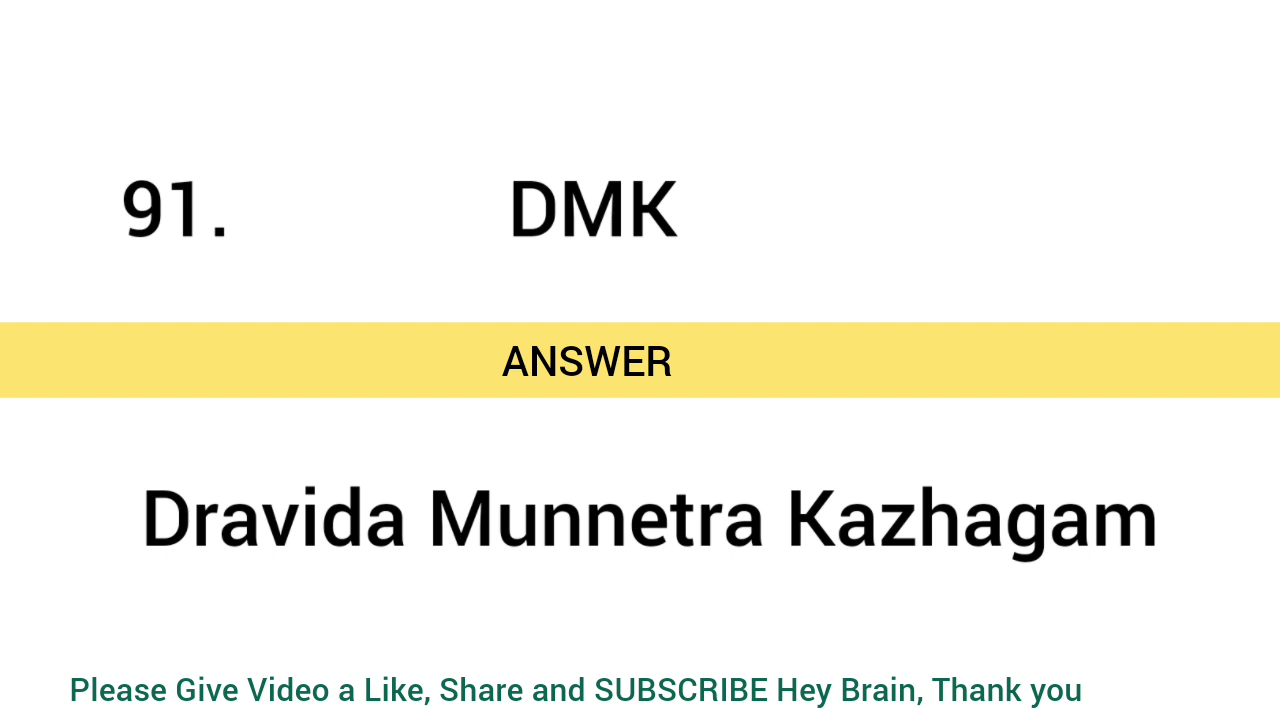 91. DMK
ANSWER
Dravida Munnetra Kazhagam
Please Give Video a Like, Share and SUBSCRIBE Hey Brain, Thank you